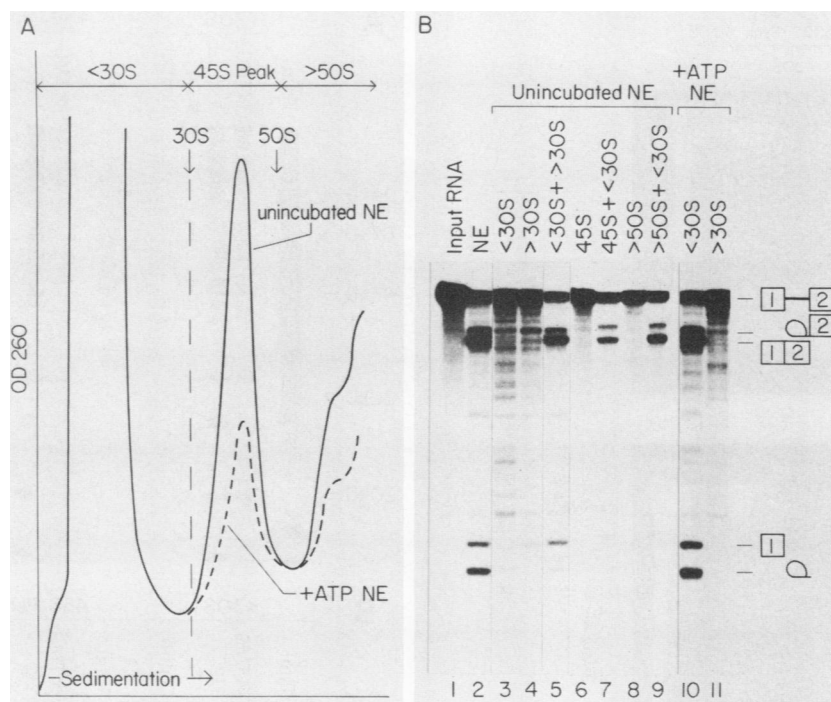 A
<30S
45S Peak
>50S
30S
50S
unincubated NE
OD 260
+ATP NE
Sedimentation
B
+ATP
NE
Unincubated NE
Input RNA
NE
<30S
>30S
<30S + >30S
45S
45S + <30S
>50S
>50S + <30S
<30S
>30S
1 2
2
1 2
1
1 2 3 4 5 6 7 8 9 10 11